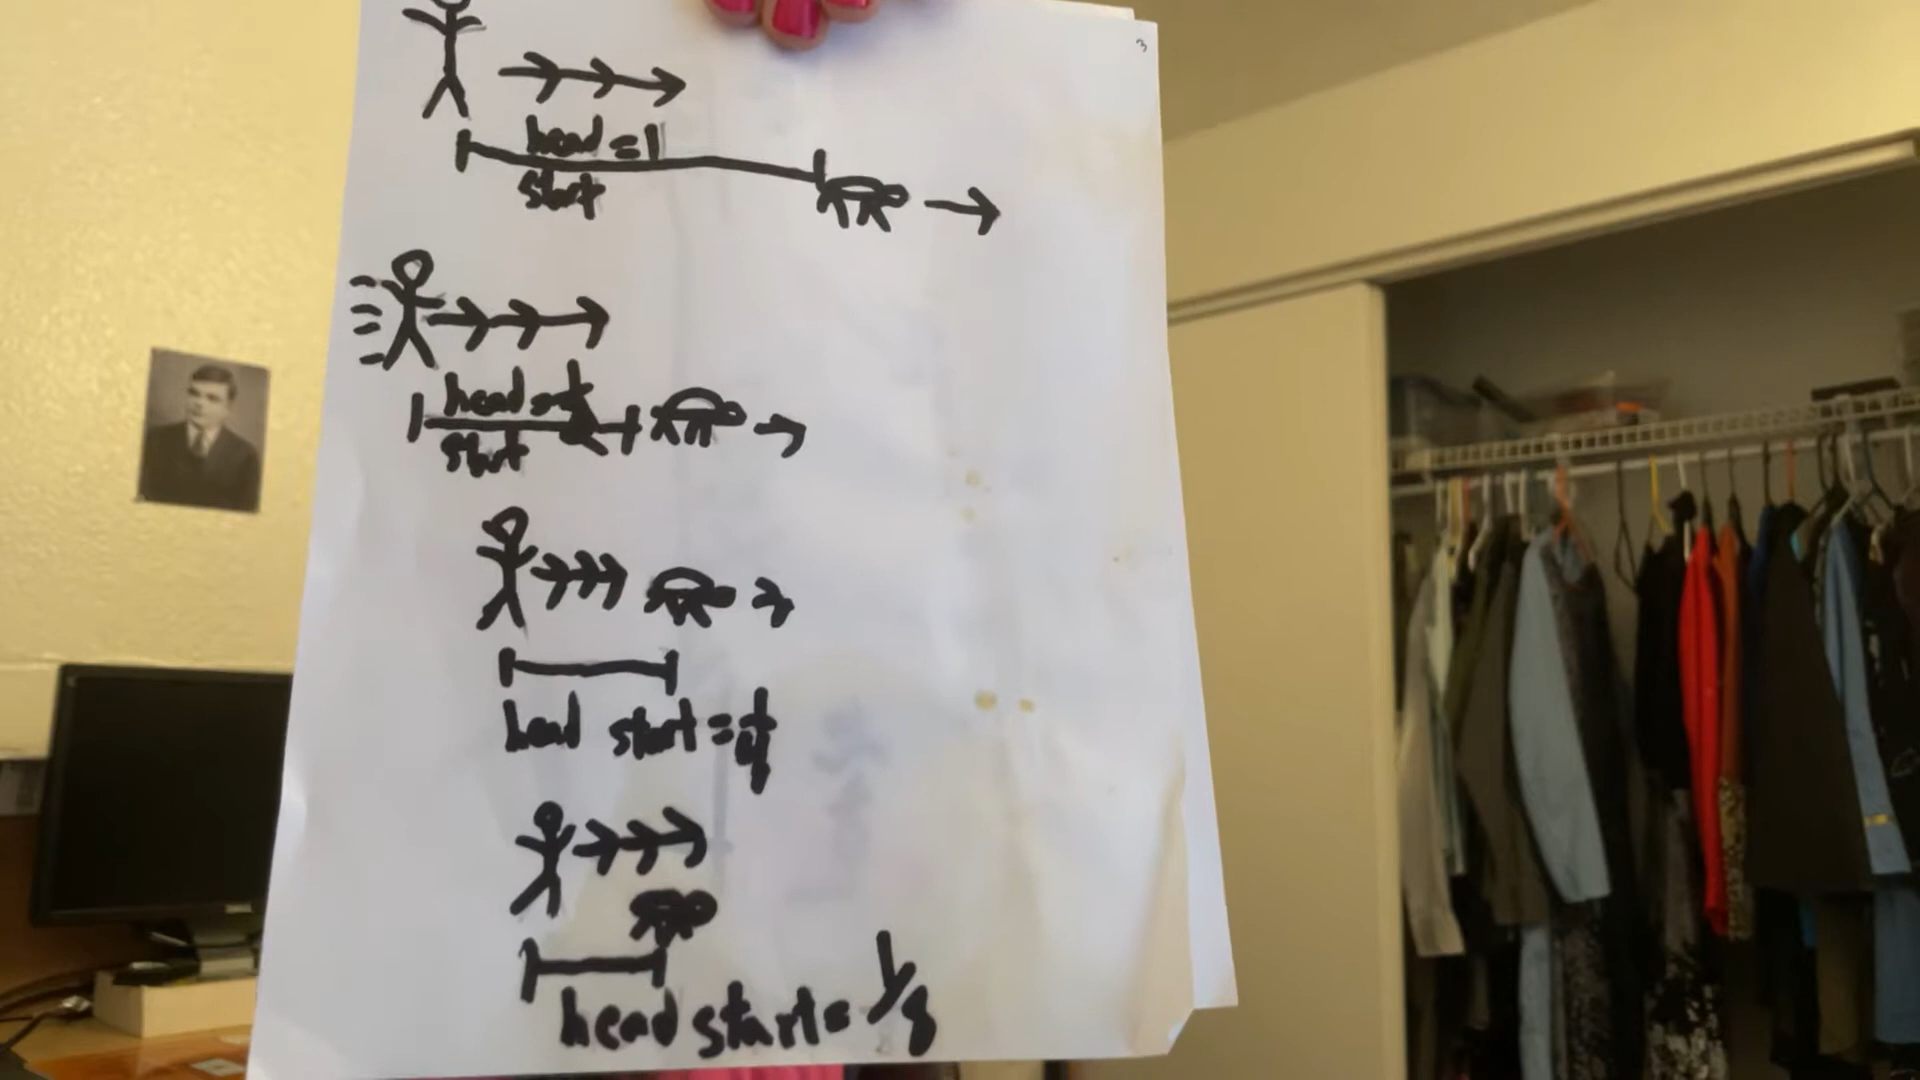 3
head = 1
start
head
start
head start = 1/4
head start = 1/8